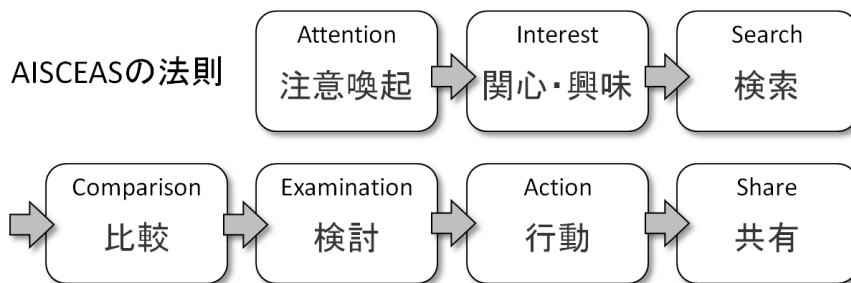 AISCEASの法則
Attention
注意喚起
Interest
関心・興味
Search
検索
Comparison
比較
Examination
検討
Action
行動
Share
共有